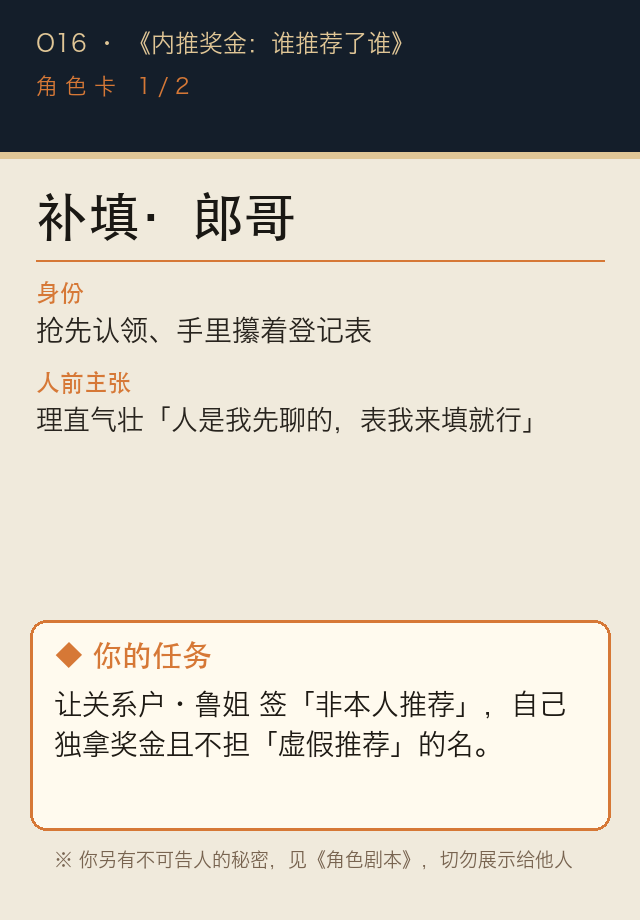 016 · 《内推奖金：谁推荐了谁》
角色卡 1/2
补填· 郎哥
身份
抢先认领、手里攥着登记表
人前主张
理直气壮「人是我先聊的，表我来填就行」
◆ 你的任务
让关系户·鲁姐 签「非本人推荐」，自己
独拿奖金且不担「虚假推荐」的名。
※ 你另有不可告人的秘密，见《角色剧本》，切勿展示给他人